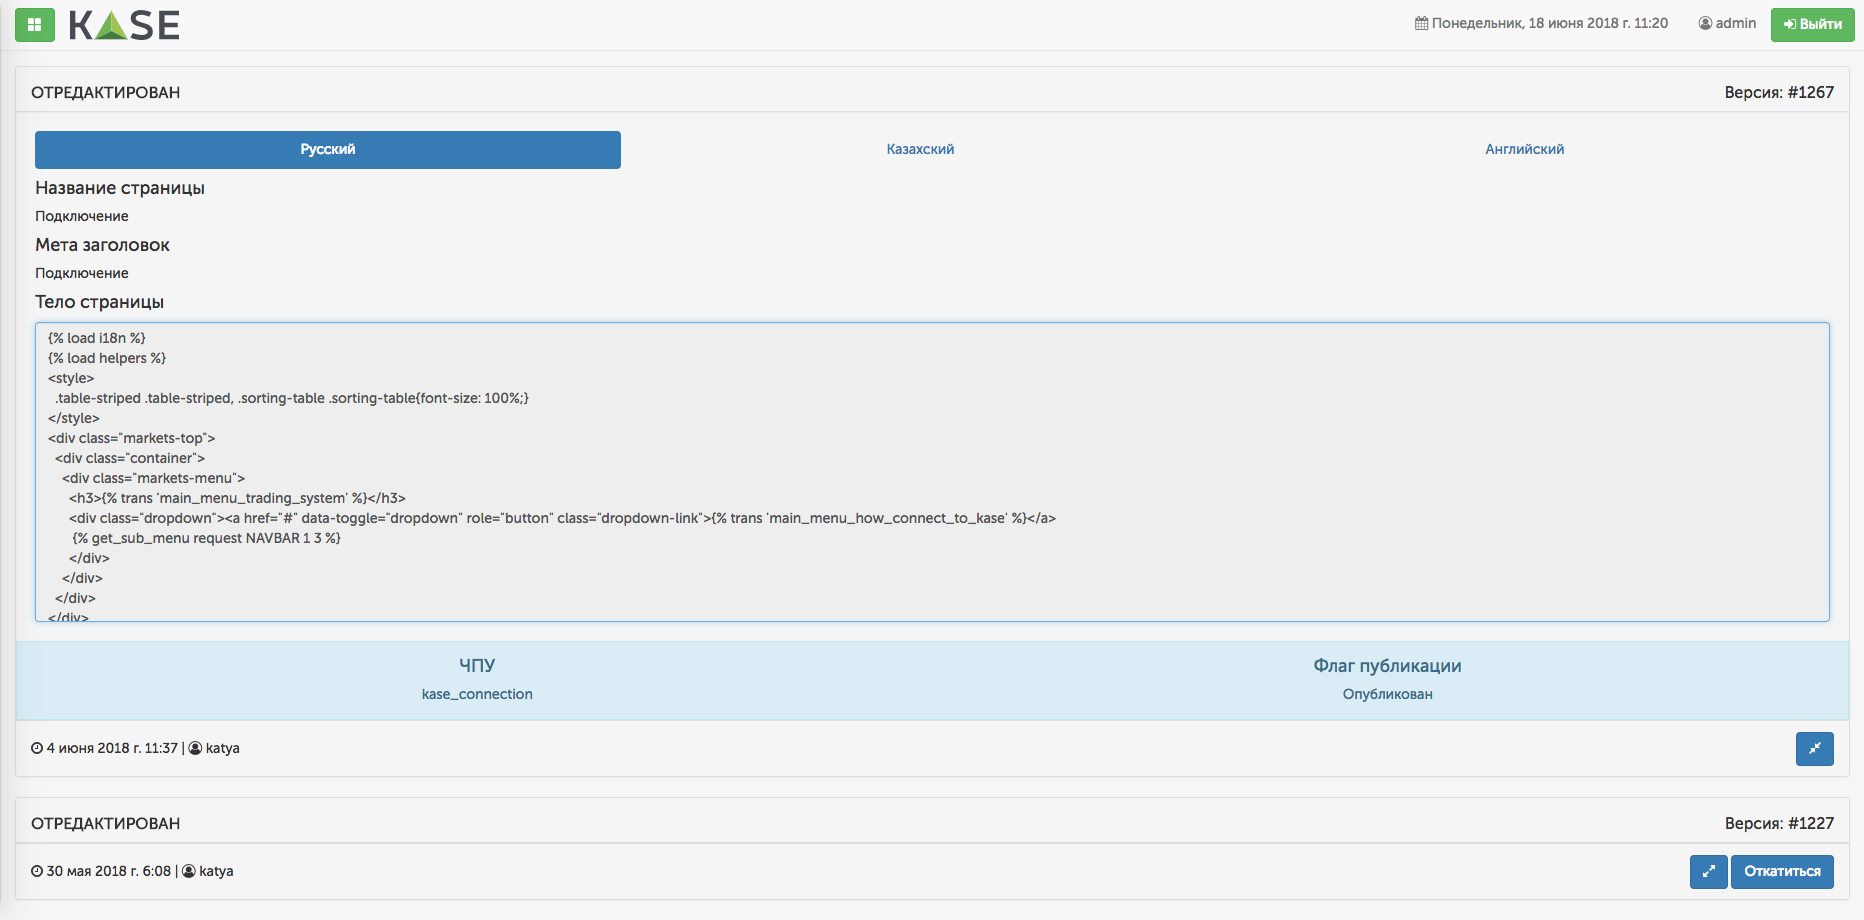 KASE
Понедельник, 18 июня 2018 г. 11:20
admin
Выйти
ОТРЕДАКТИРОВАН
Версия: #1267
Русский
Казахский
Английский
Название страницы
Подключение
Мета заголовок
Подключение
Тело страницы
{% load i18n %}
{% load helpers %}
<style>
.table-striped .table-striped, .sorting-table .sorting-table{font-size: 100%;}
</style>
<div class="markets-top">
<div class="container">
<div class="markets-menu">
<h3>{% trans 'main_menu_trading_system' %}</h3>
<div class="dropdown"><a href="#" data-toggle="dropdown" role="button" class="dropdown-link">{% trans 'main_menu_how_connect_to_kase' %}</a>
{% get_sub_menu request NAVBAR 1 3 %}
</div>
</div>
</div>
</div>
ЧПУ
kase_connection
Флаг публикации
Опубликован
4 июня 2018 г. 11:37 | katya
ОТРЕДАКТИРОВАН
Версия: #1227
30 мая 2018 г. 6:08 | katya
Откатиться